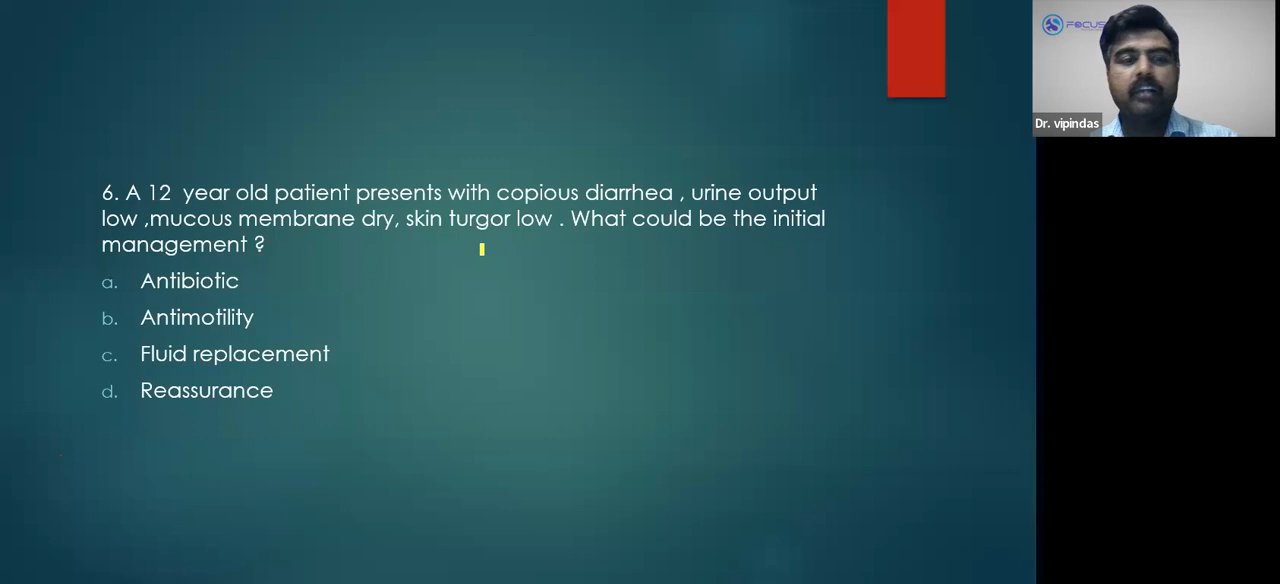 FOCUS
Dr. vipindas
6. A 12 year old patient presents with copious diarrhea , urine output
low ,mucous membrane dry, skin turgor low . What could be the initial
management ?
a. Antibiotic
b. Antimotility
c. Fluid replacement
d. Reassurance